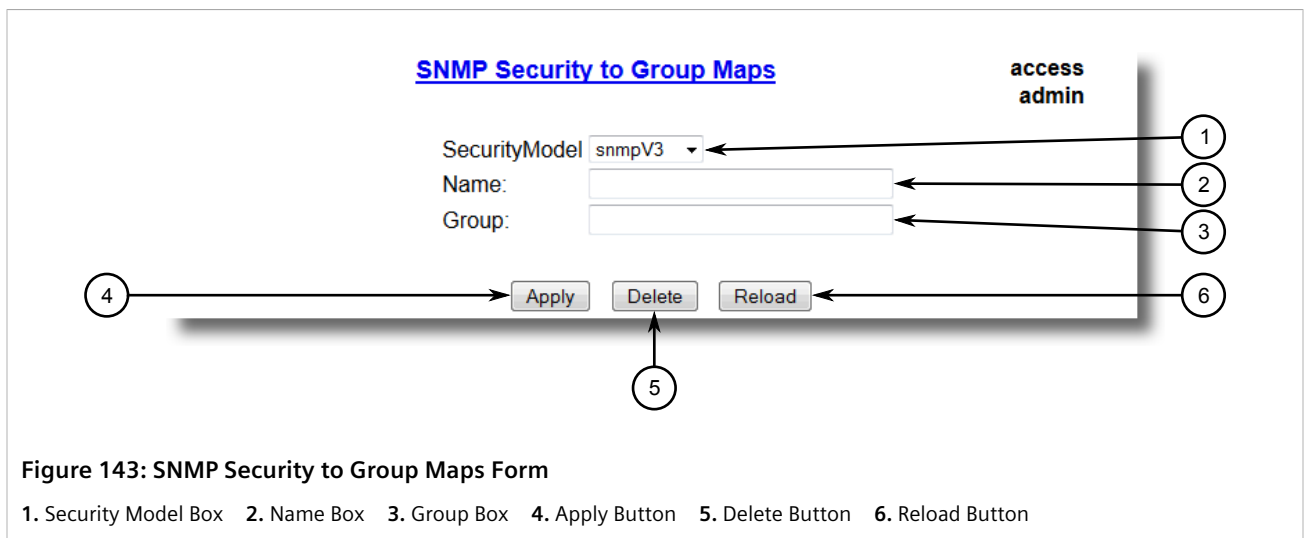 SNMP Security to Group Maps
access
admin
SecurityModel snmpV3
1
Name:
2
Group:
3
4
Apply Delete Reload
6
5
Figure 143: SNMP Security to Group Maps Form
1. Security Model Box 2. Name Box 3. Group Box 4. Apply Button 5. Delete Button 6. Reload Button